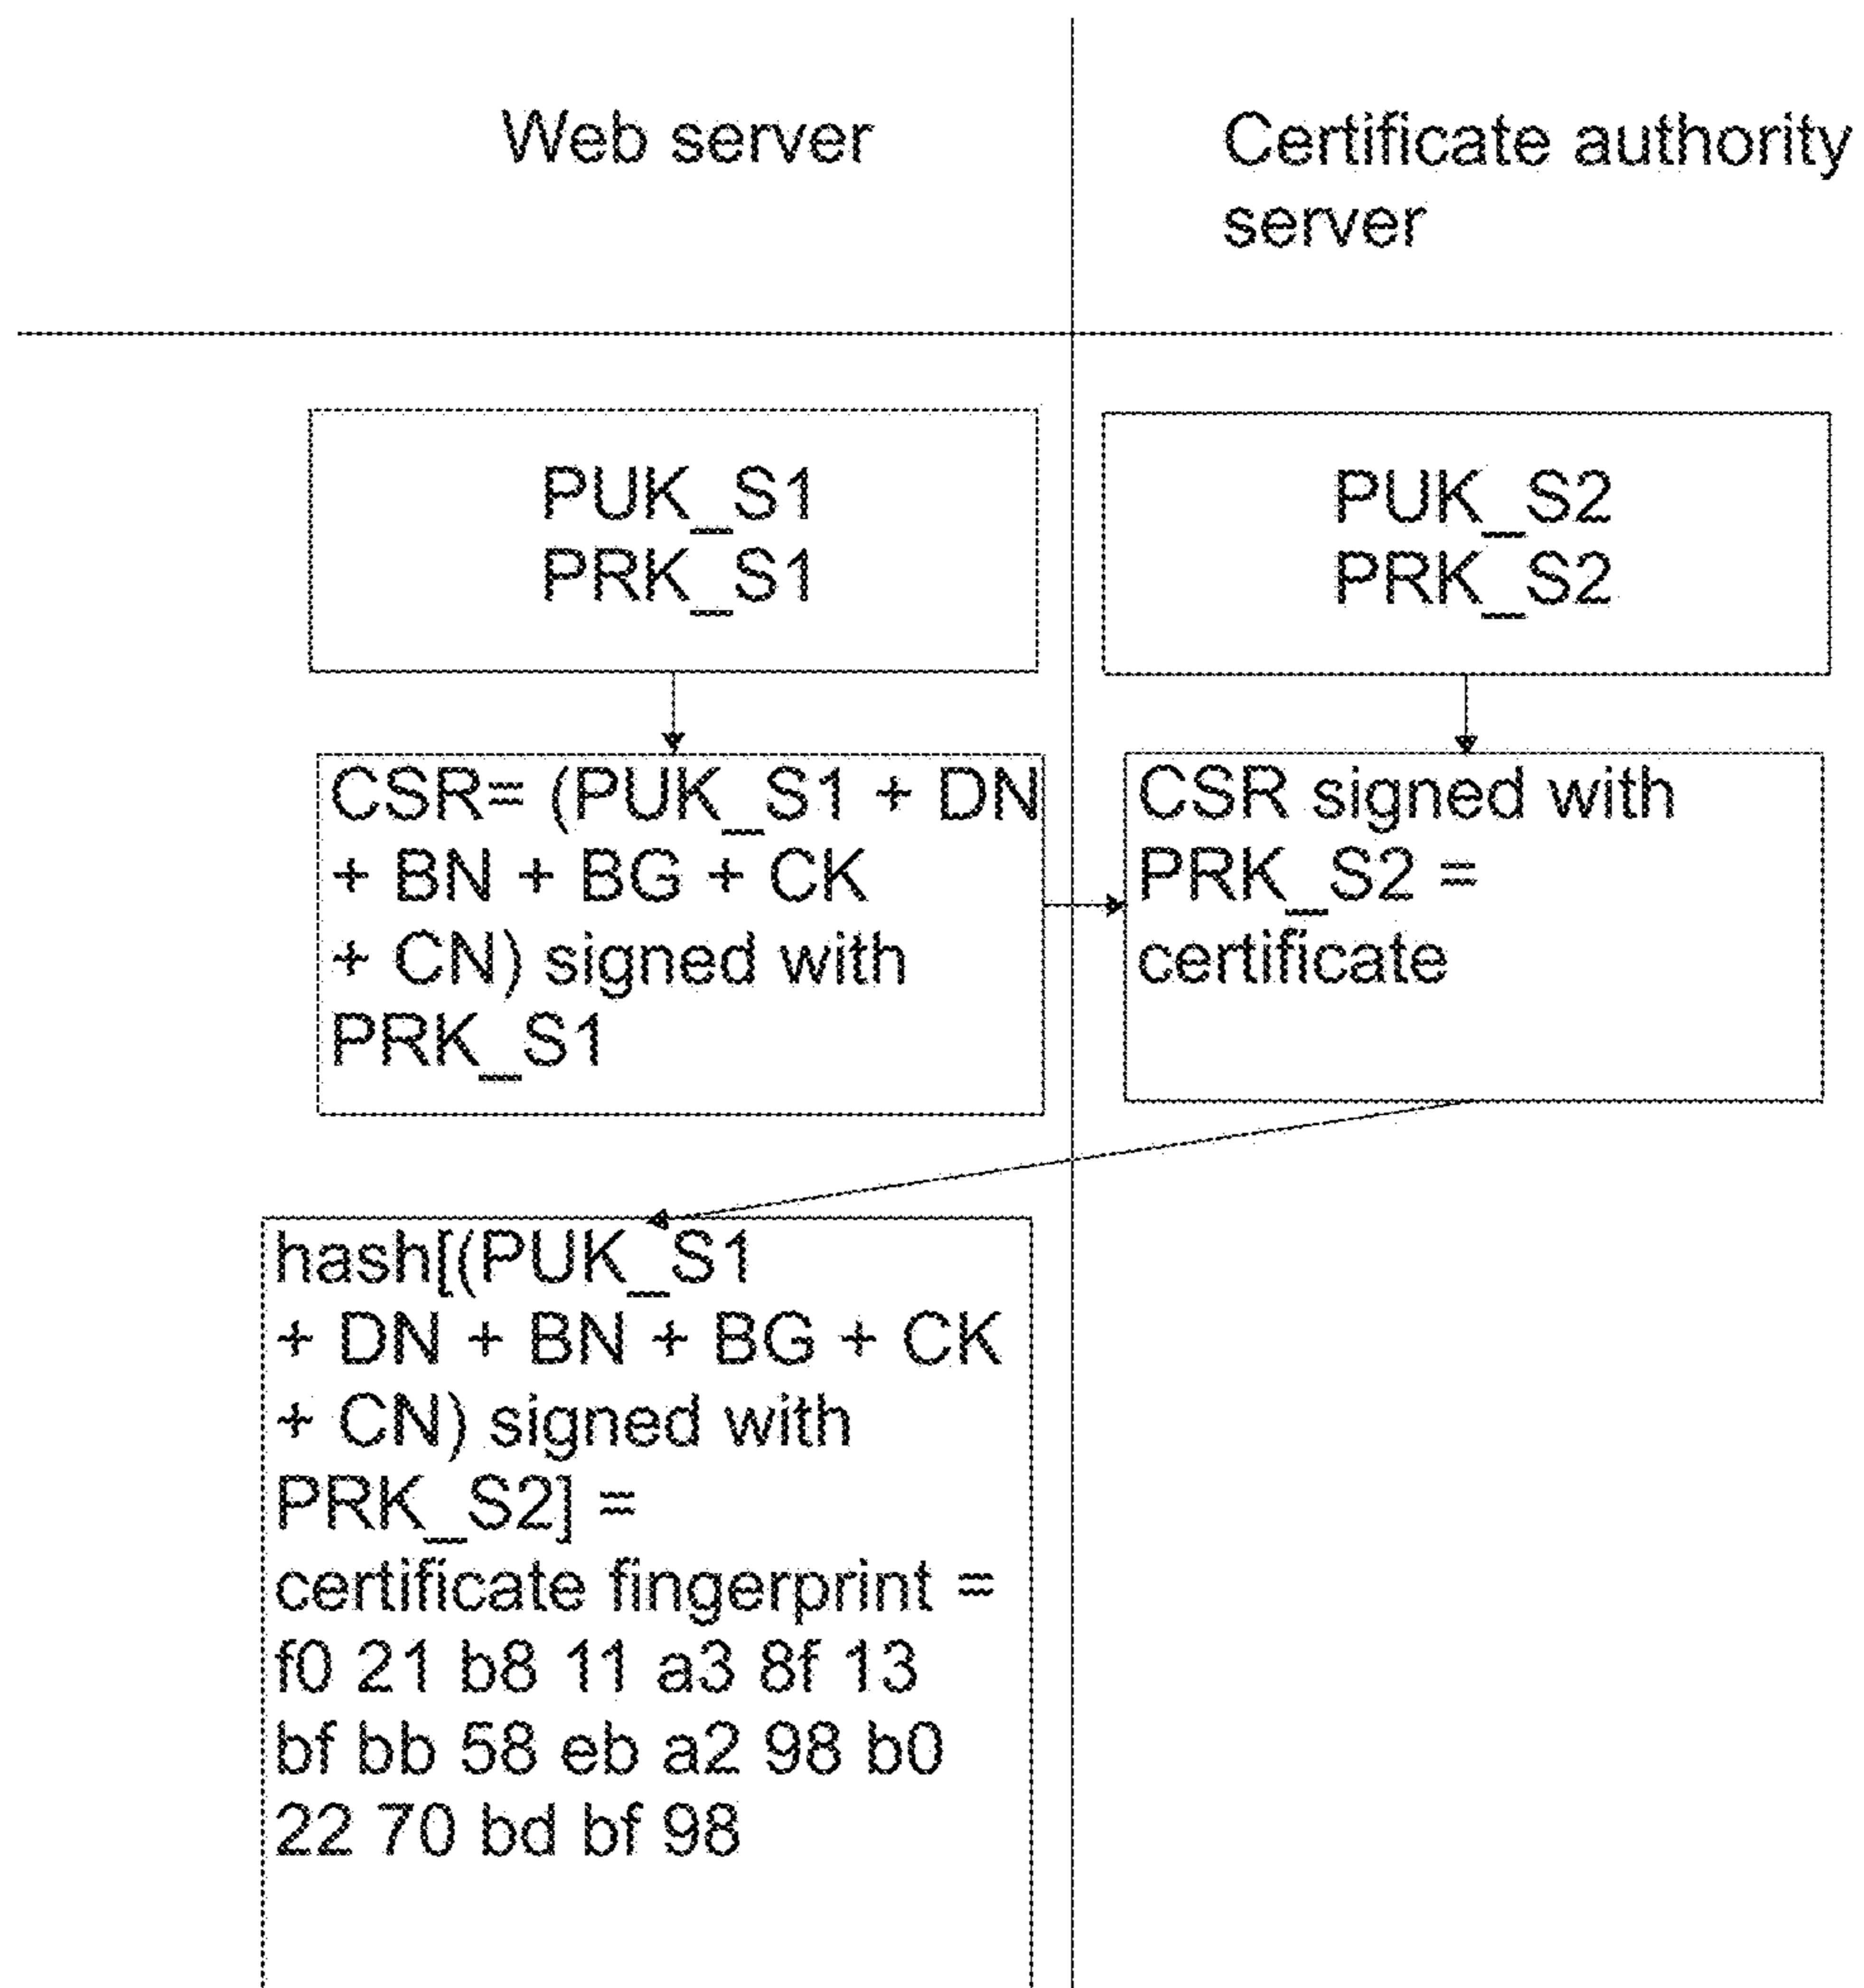 Web server
Certificate authority
server
PUK_S1
PRK_S1
PUK_S2
PRK_S2
CSR= (PUK_S1 + DN
+ BN + BG + CK
+ CN) signed with
PRK_S1
CSR signed with
PRK_S2 =
certificate
hash[(PUK_S1
+ DN + BN + BG + CK
+ CN) signed with
PRK_S2] =
certificate fingerprint =
f0 21 b8 11 a3 8f 13
bf bb 58 eb a2 98 b0
22 70 bd bf 98